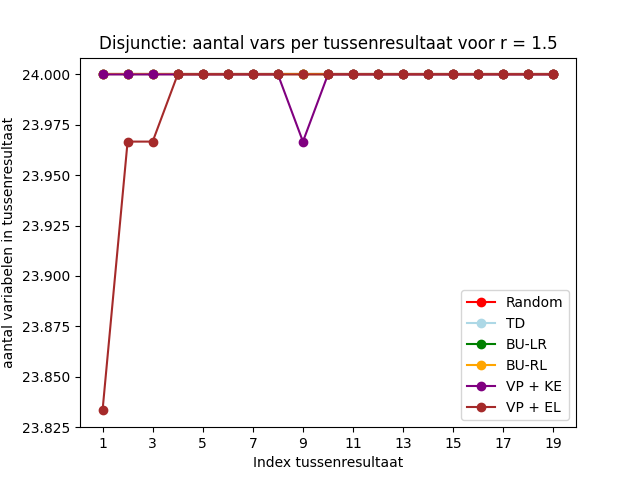 Disjunctie: aantal vars per tussenresultaat voor r = 1.5
aantal variabelen in tussenresultaat
24.000
23.975
23.950
23.925
23.900
23.875
23.850
23.825
1 3 5 7 9 11 13 15 17 19
Index tussenresultaat
Random
TD
BU-LR
BU-RL
VP + KE
VP + EL